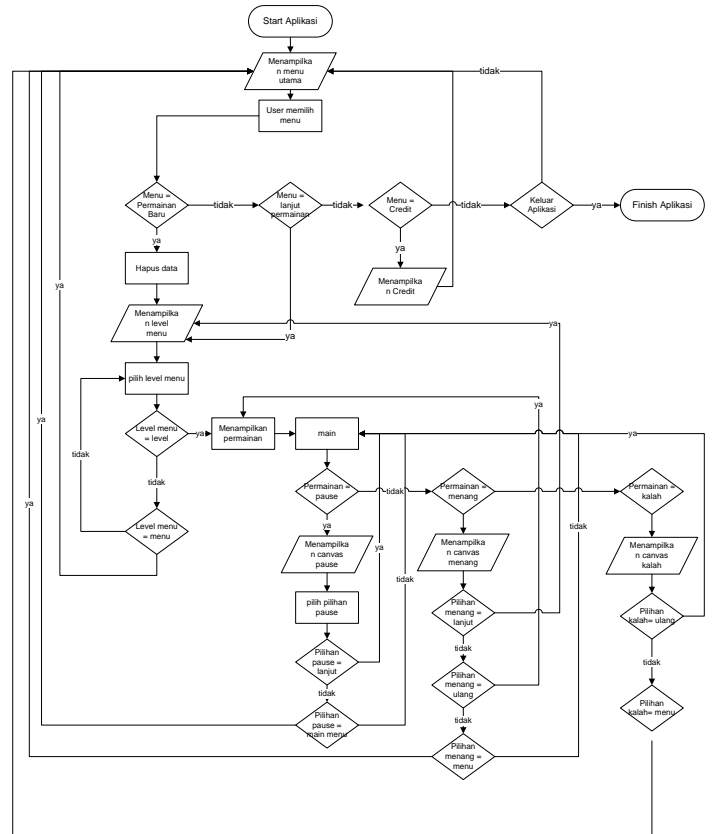 Start Aplikasi
Menampilka
n menu
utama
tidak
User memilih
menu
Menu =
Permainan
Baru
tidak
Menu =
lanjut
permainan
tidak
Menu =
Credit
tidak
Keluar
Aplikasi
ya
Finish Aplikasi
ya
ya
Hapus data
Menampilka
n Credit
ya
Menampilka
n level
menu
ya
ya
pilih level menu
ya
ya
Level menu
= level
ya
Menampilkan
permainan
main
ya
tidak
tidak
Level menu
= menu
ya
Permainan =
pause
tidak
Permainan =
menang
Permainan =
kalah
ya
tidak
Menampilka
n canvas
pause
ya
Menampilka
n canvas
menang
Menampilka
n canvas
kalah
tidak
pilih pilihan
pause
Pilihan
menang =
lanjut
Pilihan
kalah= ulang
tidak
tidak
Pilihan
pause =
lanjut
Pilihan
menang =
ulang
tidak
Pilihan
pause =
main menu
tidak
Pilihan
kalah= menu
Pilihan
menang =
menu